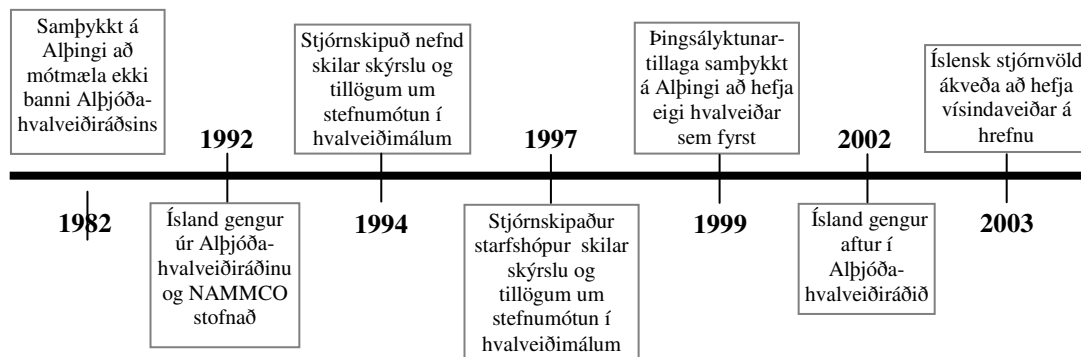 Samþykkt á
Alþingi að
mótmæla ekki
banni Alþjóða-
hvalveiðiráðsins
1982
1992
Ísland gengur
úr Alþjóða-
hvalveiðiráðinu
og NAMMCO
stofnað
Stjórnskipuð nefnd
skilar skýrslu og
tillögum um
stefnumótun í
hvalveiðimálum
1994
1997
Stjórnskipaður
starfshópur skilar
skýrslu og
tillögum um
stefnumótun í
hvalveiðimálum
Þingsályktunar-
tillaga samþykkt
á Alþingi að hefja
eigi hvalveiðar
sem fyrst
1999
2002
Ísland gengur
aftur í
Alþjóða-
hvalveiðiráðið
Íslensk stjórnvöld
ákveða að hefja
vísindaveiðar á
hrefnu
2003